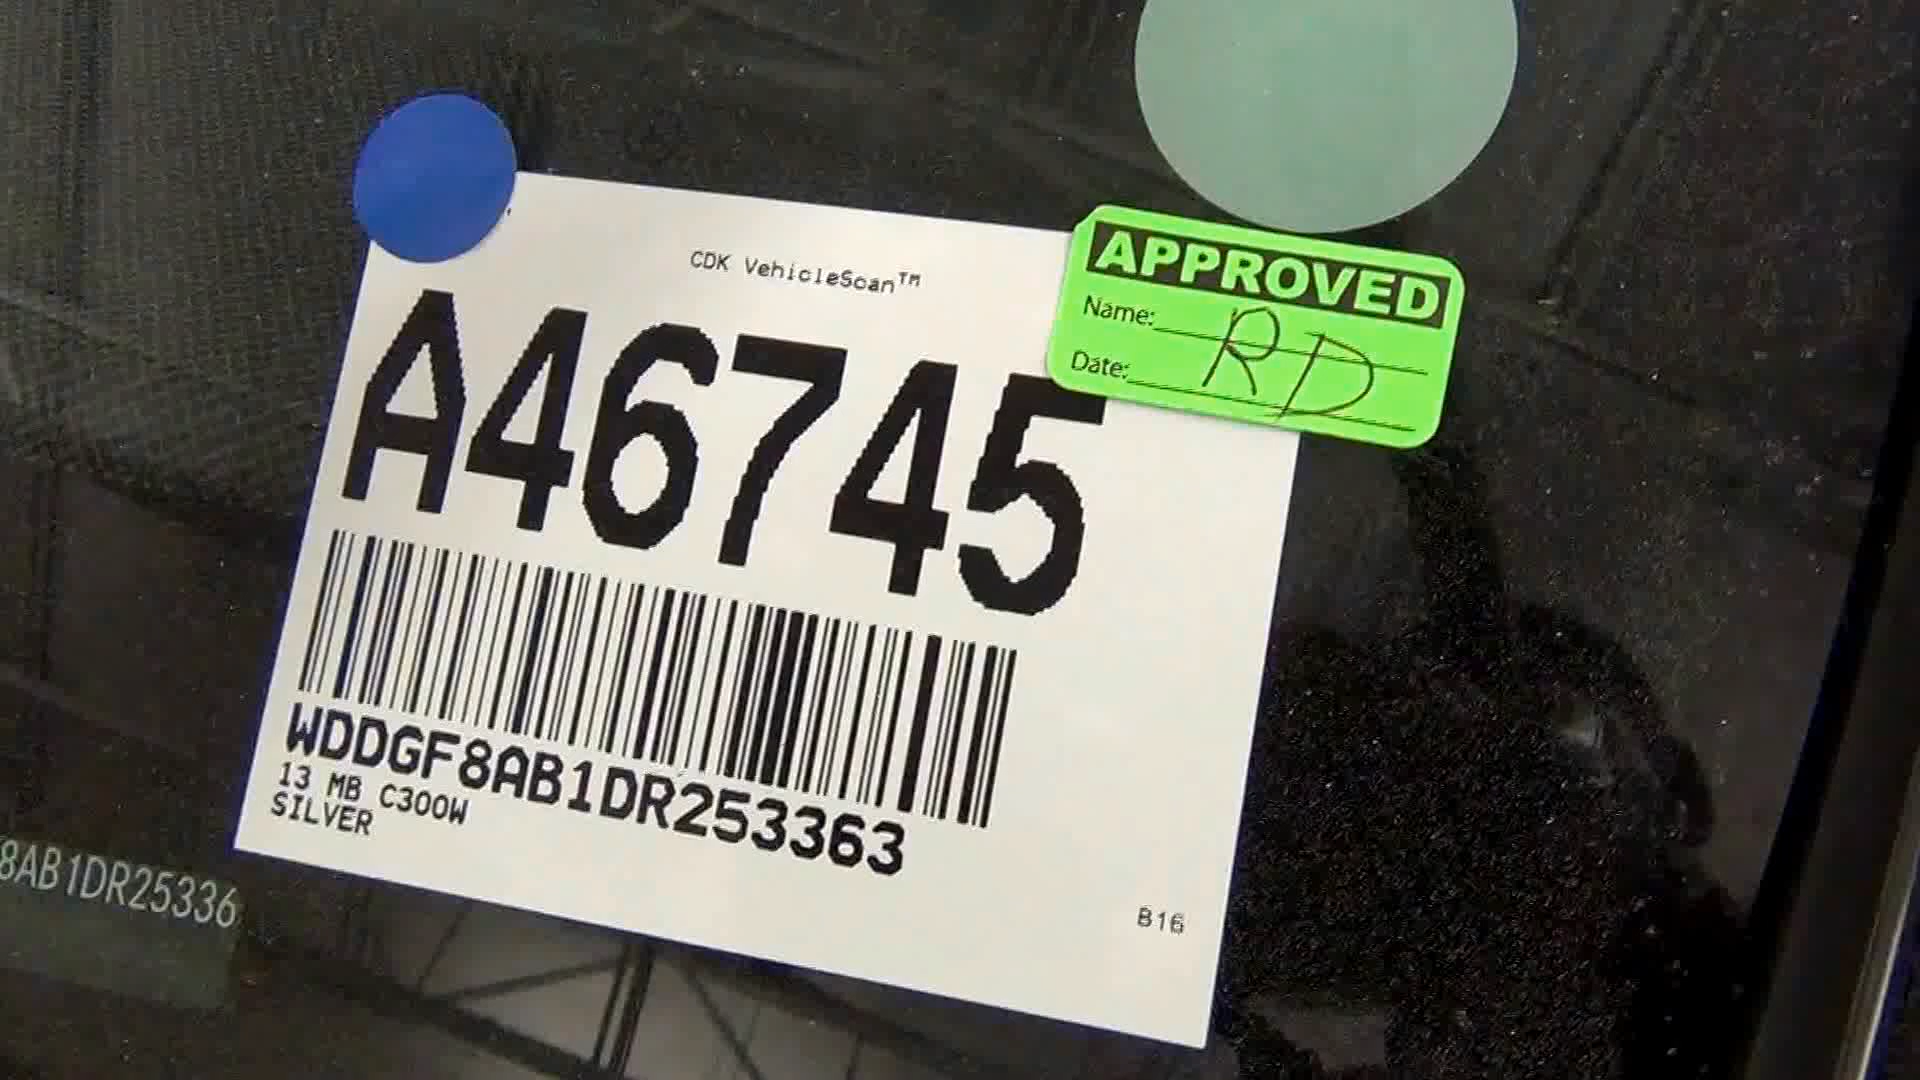 CDK VehicleScan™
APPROVED
Name: RD
Date:
A46745
WDDGF8AB1DR253363
13 MB C300W
SILVER
8AB1DR25336
B16